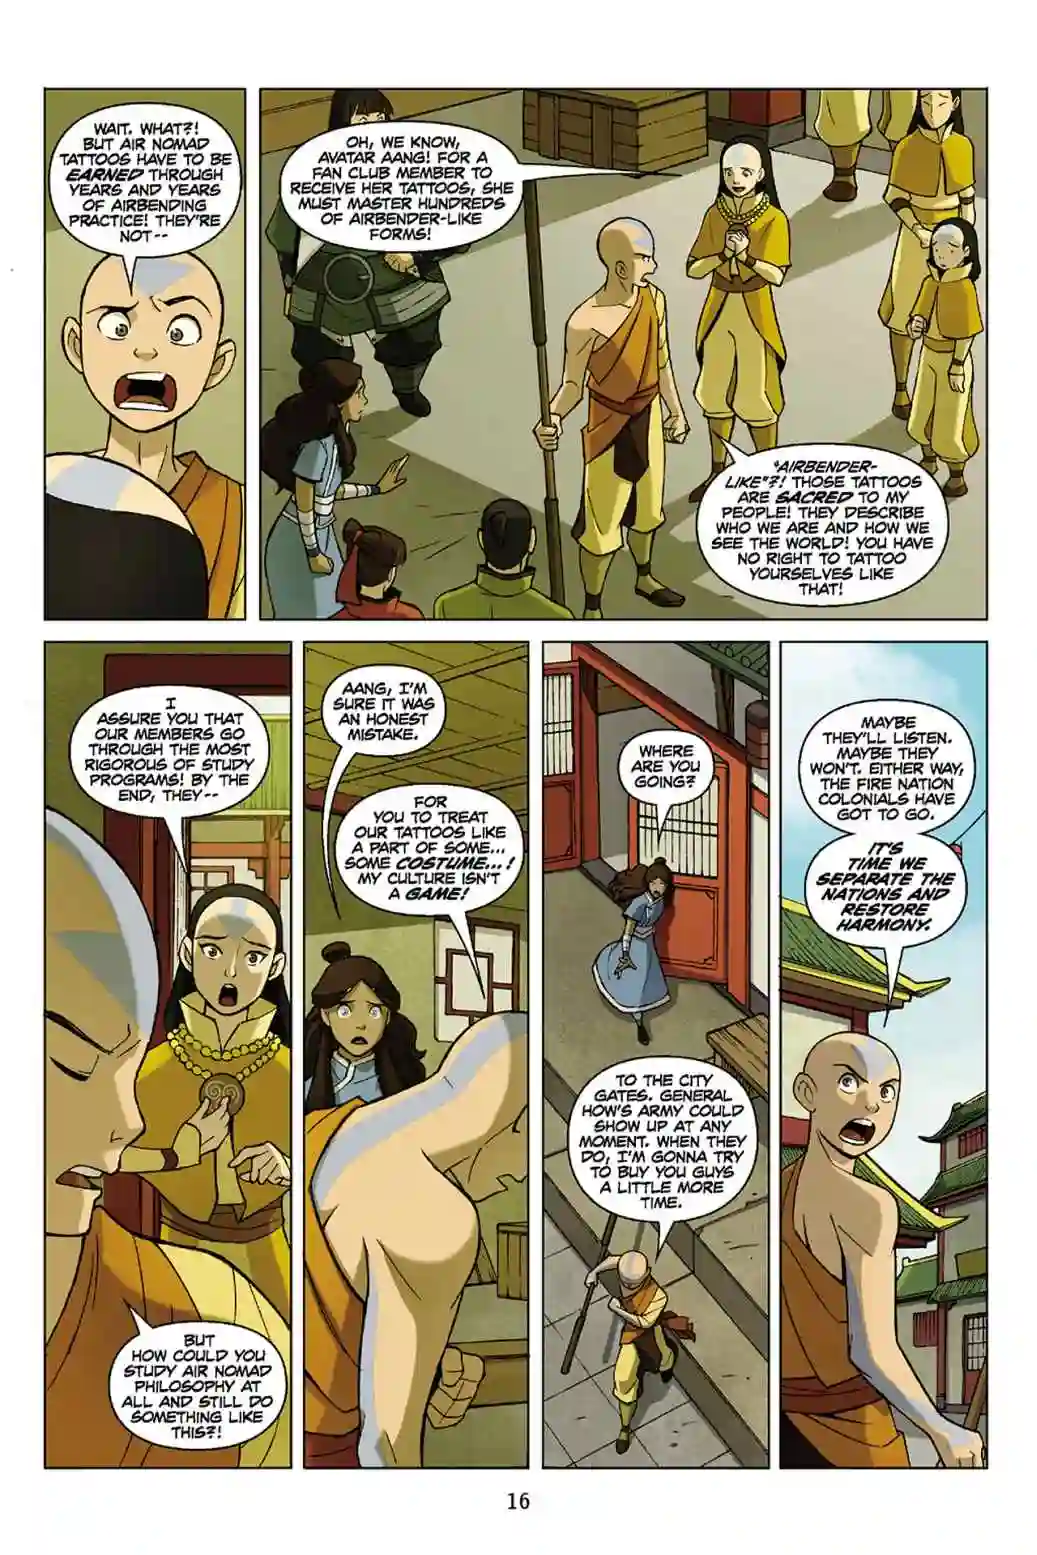 WAIT. WHAT?!
BUT AIR NOMAD
TATTOOS HAVE TO BE
EARNED THROUGH
YEARS AND YEARS
OF AIRBENDING
PRACTICE! THEY'RE
NOT--
OH, WE KNOW,
AVATAR AANG! FOR A
FAN CLUB MEMBER TO
RECEIVE HER TATTOOS, SHE
MUST MASTER HUNDREDS
OF AIRBENDER-LIKE
FORMS!
"AIRBENDER-
LIKE"?! THOSE TATTOOS
ARE SACRED TO MY
PEOPLE! THEY DESCRIBE
WHO WE ARE AND HOW WE
SEE THE WORLD! YOU HAVE
NO RIGHT TO TATTOO
YOURSELVES LIKE
THAT!
I
ASSURE YOU THAT
OUR MEMBERS GO
THROUGH THE MOST
RIGOROUS OF STUDY
PROGRAMS! BY THE
END, THEY--
BUT
HOW COULD YOU
STUDY AIR NOMAD
PHILOSOPHY AT
ALL AND STILL DO
SOMETHING LIKE
THIS?!
AANG, I'M
SURE IT WAS
AN HONEST
MISTAKE.
FOR
YOU TO TREAT
OUR TATTOOS LIKE
A PART OF SOME...
SOME COSTUME...!
MY CULTURE ISN'T
A GAME!
WHERE
ARE YOU
GOING?
TO THE CITY
GATES. GENERAL
HOW'S ARMY COULD
SHOW UP AT ANY
MOMENT. WHEN THEY
DO, I'M GONNA TRY
TO BUY YOU GUYS
A LITTLE MORE
TIME.
MAYBE
THEY'LL LISTEN.
MAYBE THEY
WON'T. EITHER WAY,
THE FIRE NATION
COLONIALS HAVE
GOT TO GO.
IT'S
TIME WE
SEPARATE THE
NATIONS AND
RESTORE
HARMONY.
16